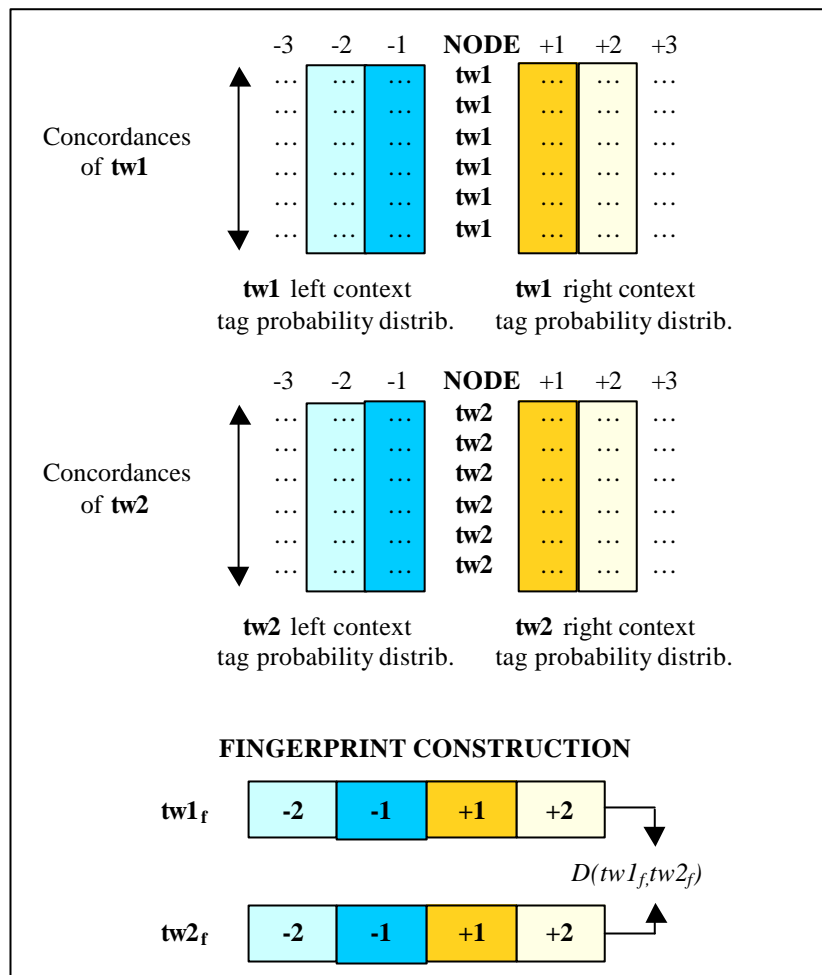 -3 -2 -1 NODE +1 +2 +3
… … … tw1 … … …
… … … tw1 … … …
Concordances … … … tw1 … … …
of tw1 … … … tw1 … … …
… … … tw1 … … …
… … … tw1 … … …
tw1 left context tw1 right context
tag probability distrib. tag probability distrib.
-3 -2 -1 NODE +1 +2 +3
… … … tw2 … … …
… … … tw2 … … …
Concordances … … … tw2 … … …
of tw2 … … … tw2 … … …
… … … tw2 … … …
… … … tw2 … … …
tw2 left context tw2 right context
tag probability distrib. tag probability distrib.
FINGERPRINT CONSTRUCTION
tw1f -2 -1 +1 +2
D(tw1f,tw2f)
tw2f -2 -1 +1 +2